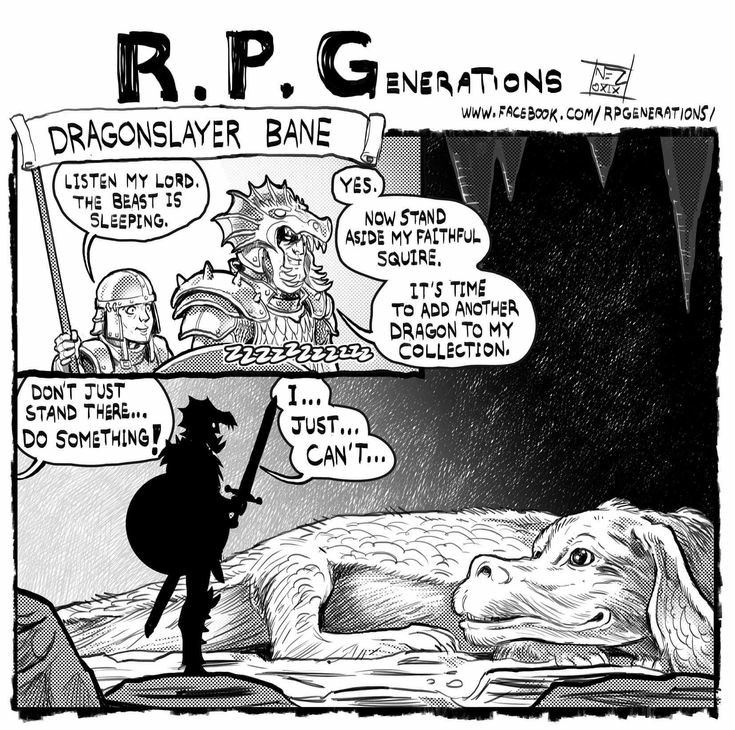 R.P.GENERATIONS
NEZ
WWW.FACEBOOK.COM/RPGENERATIONS/
DRAGONSLAYER BANE
LISTEN MY LORD.
THE BEAST IS
SLEEPING.
YES.
NOW STAND
ASIDE MY FAITHFUL
SQUIRE.
IT'S TIME
TO ADD ANOTHER
DRAGON TO MY
COLLECTION.
ZZZZZZZZZZZ
DON'T JUST
STAND THERE...
DO SOMETHING!
I...
JUST...
CAN'T...